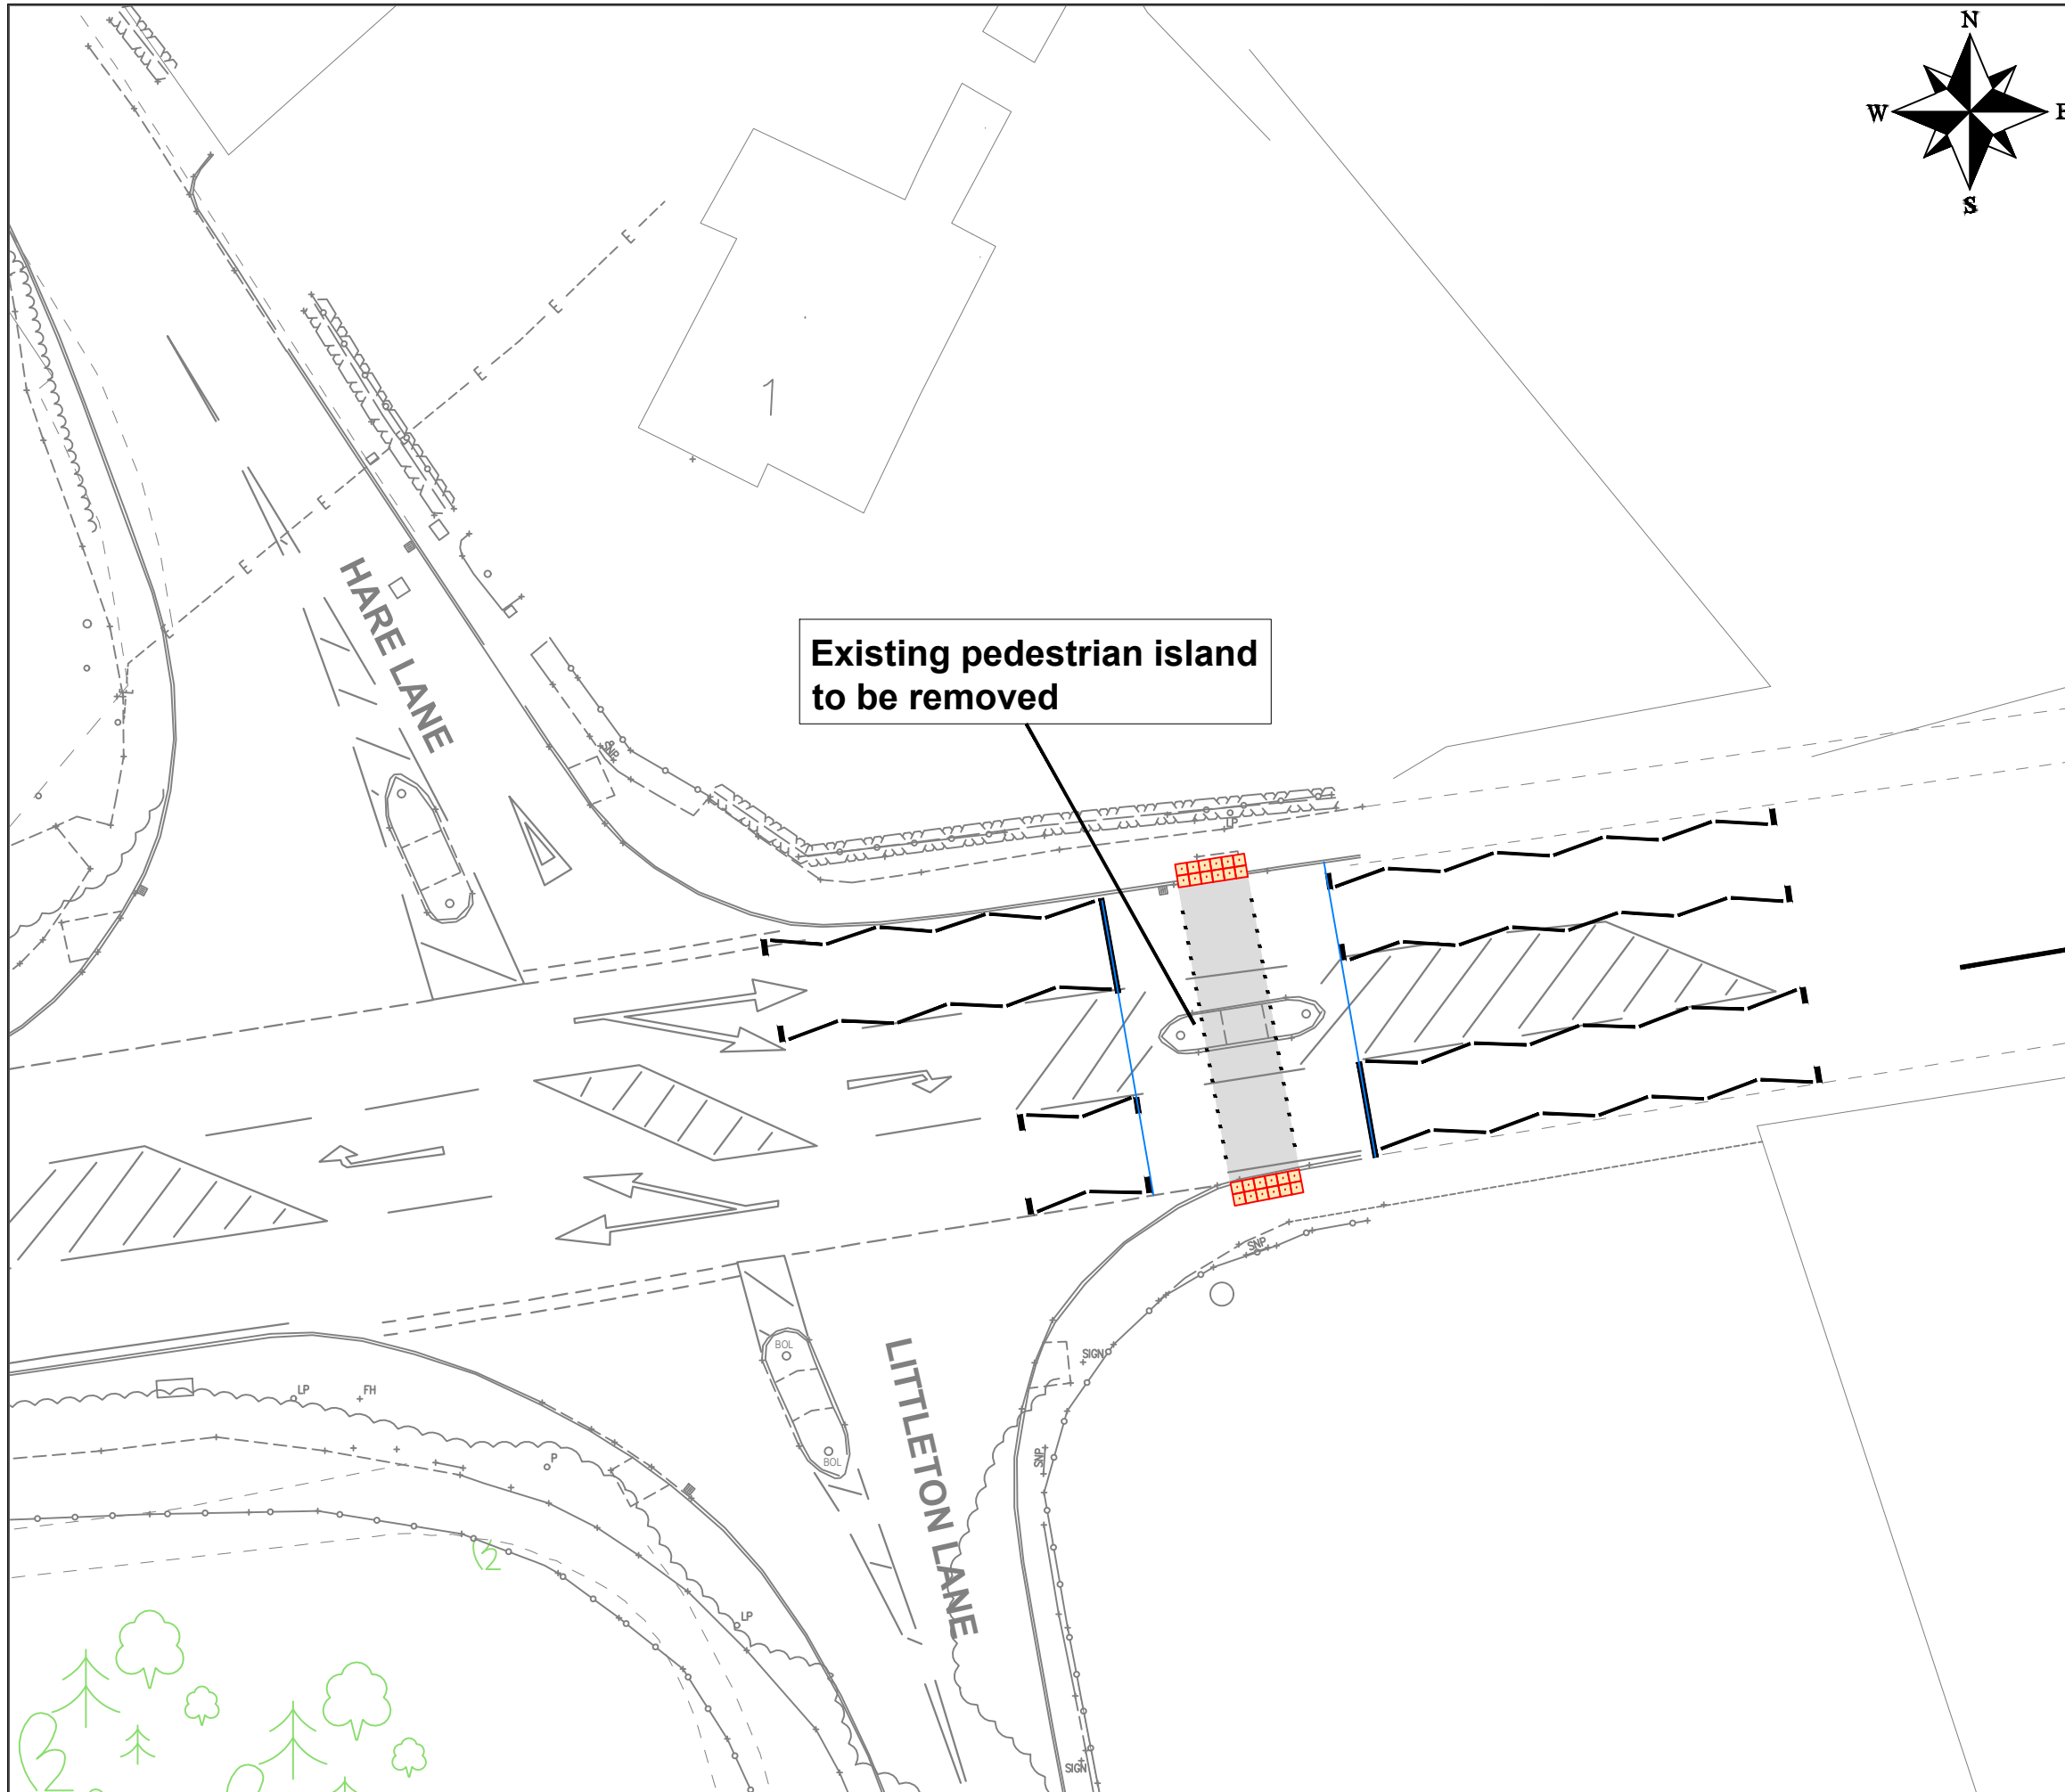 N
W
E
S
1
E
E
E
E
E
E
HARE LANE
Existing pedestrian island
to be removed
SNP
LP
SNP
BOL
SIGN
LP
FH
BOL
P
SNP
LITTLETON LANE
LP
SIGN